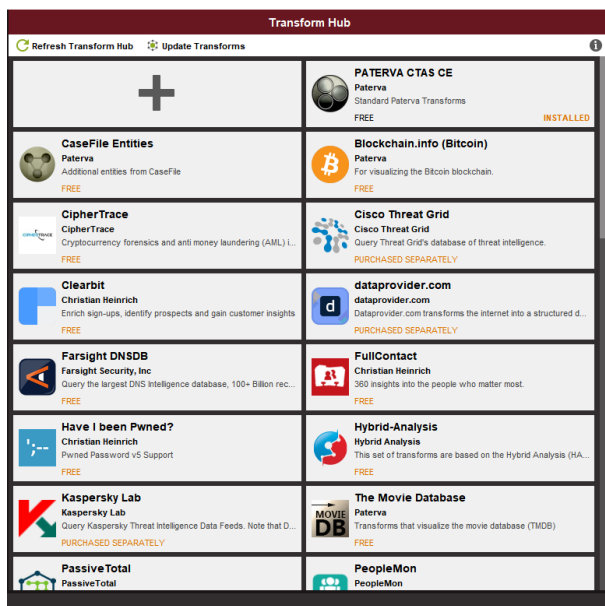 Transform Hub
Refresh Transform Hub Update Transforms
PATERVA CTAS CE
Paterva
Standard Paterva Transforms
FREE INSTALLED
CaseFile Entities
Paterva
Additional entities from CaseFile
FREE
Blockchain.info (Bitcoin)
Paterva
For visualizing the Bitcoin blockchain.
FREE
CIPHERTRACE
CipherTrace
CipherTrace
Cryptocurrency forensics and anti money laundering (AML) i...
FREE
Cisco Threat Grid
Cisco Threat Grid
Query Threat Grid's database of threat intelligence.
PURCHASED SEPARATELY
Clearbit
Christian Heinrich
Enrich sign-ups, identify prospects and gain customer insights
FREE
d
dataprovider.com
dataprovider.com
Dataprovider.com transforms the internet into a structured d...
PURCHASED SEPARATELY
Farsight DNSDB
Farsight Security, Inc
Query the largest DNS Intelligence database, 100+ Billion rec...
FREE
FullContact
Christian Heinrich
360 insights into the people who matter most.
FREE
';--
Have I been Pwned?
Christian Heinrich
Pwned Password v5 Support
FREE
Hybrid-Analysis
Hybrid Analysis
This set of transforms are based on the Hybrid Analysis (HA...
FREE
Kaspersky Lab
Kaspersky Lab
Query Kaspersky Threat Intelligence Data Feeds. Note that D...
PURCHASED SEPARATELY
MOVIE
DB
The Movie Database
Paterva
Transforms that visualize the movie database (TMDB)
FREE
PassiveTotal
PassiveTotal
PeopleMon
PeopleMon